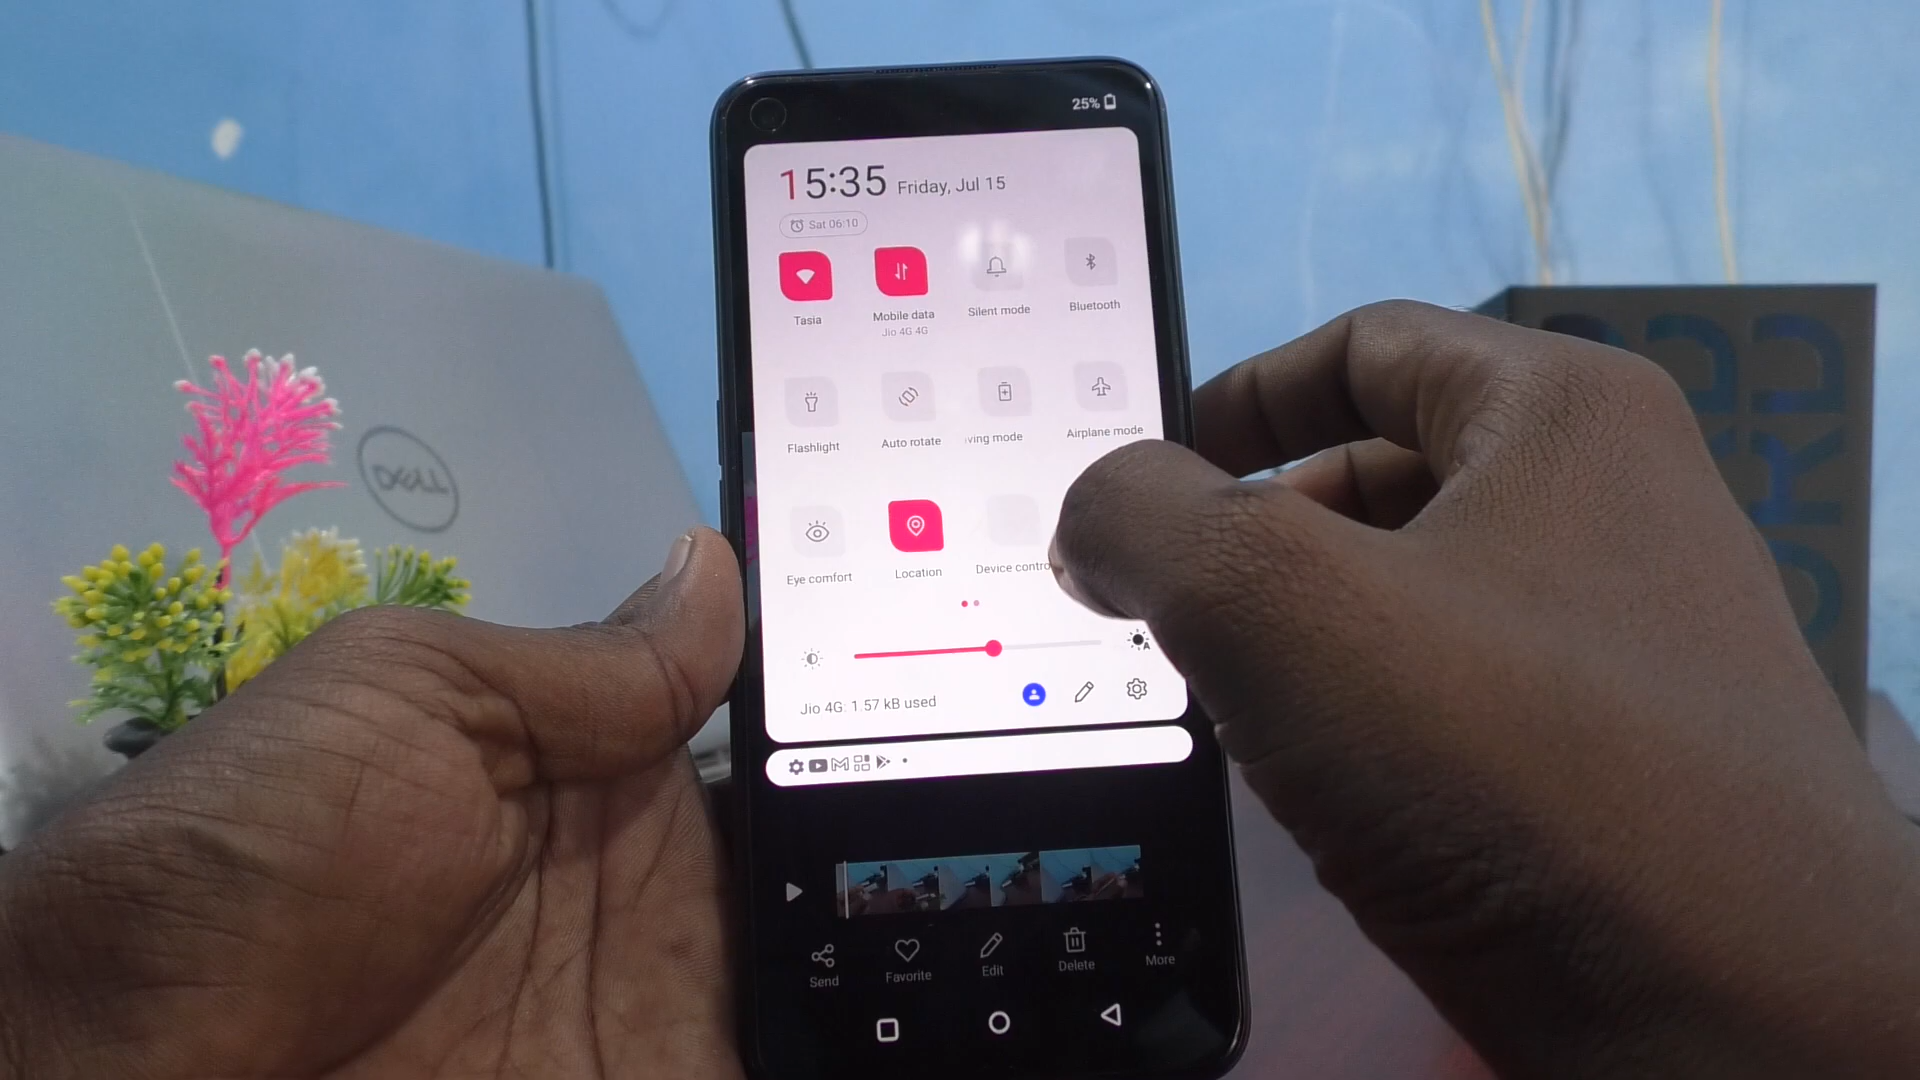 25%
15:35 Friday, Jul 15
Sat 06:10
Tasia
Mobile data
Jio 4G 4G
Silent mode
Bluetooth
Flashlight
Auto rotate
ving mode
Airplane mode
Eye comfort
Location
Device contro
A
Jio 4G: 1.57 kB used
Send
Favorite
Edit
Delete
More
DELL